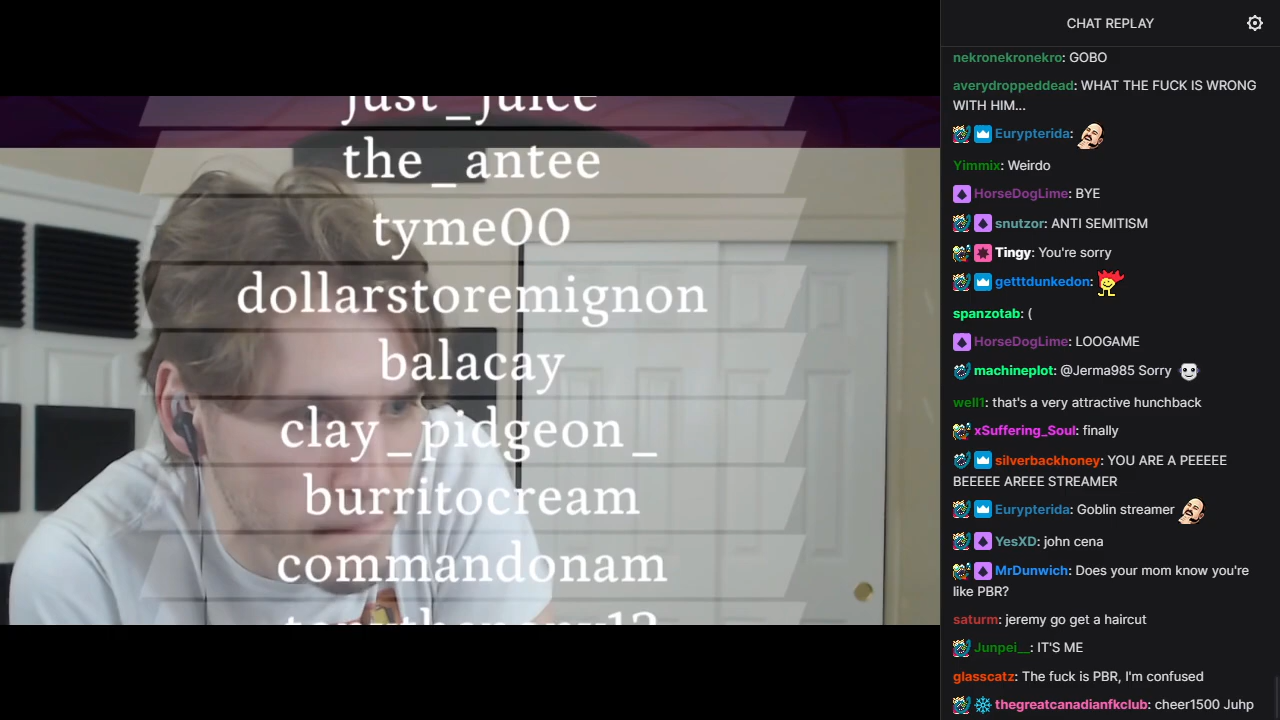 just_juice
the_antee
tyme00
dollarstoremignon
balacay
clay_pidgeon_
burritocream
commandonam
CHAT REPLAY
nekronekronekro: GOBO
averydroppeddead: WHAT THE FUCK IS WRONG
WITH HIM...
Eurypterida:
Yimmix: Weirdo
HorseDogLime: BYE
snutzor: ANTI SEMITISM
Tingy: You're sorry
getttdunkedon:
spanzotab: (
HorseDogLime: LOOGAME
machineplot: @Jerma985 Sorry
well1: that's a very attractive hunchback
xSuffering_Soul: finally
silverbackhoney: YOU ARE A PEEEEE
BEEEEE AREEE STREAMER
Eurypterida: Goblin streamer
YesXD: john cena
MrDunwich: Does your mom know you're
like PBR?
saturm: jeremy go get a haircut
Junpei__: IT'S ME
glasscatz: The fuck is PBR, I'm confused
thegreatcanadianfkclub: cheer1500 Juhp